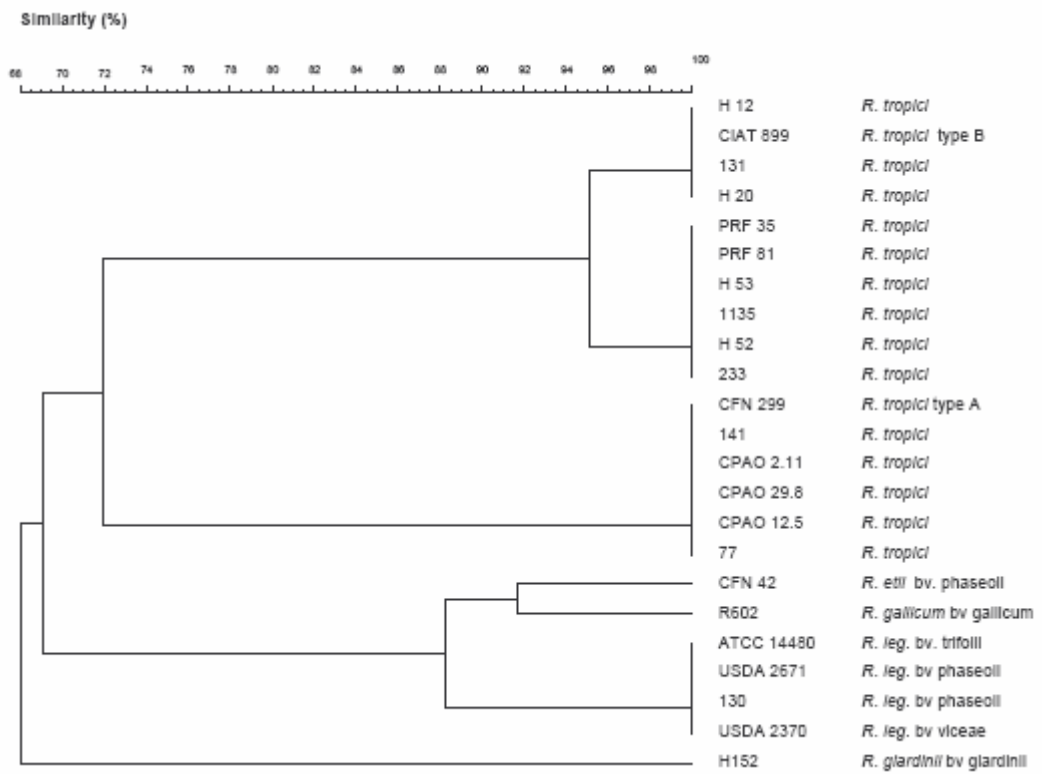 Similarity (%)
68 70 72 74 76 78 80 82 84 86 88 90 92 94 96 98 100
H 12 R. tropici
CIAT 899 R. tropici type B
131 R. tropici
H 20 R. tropici
PRF 35 R. tropici
PRF 81 R. tropici
H 53 R. tropici
1135 R. tropici
H 52 R. tropici
233 R. tropici
CFN 299 R. tropici type A
141 R. tropici
CPAO 2.11 R. tropici
CPAO 29.8 R. tropici
CPAO 12.5 R. tropici
77 R. tropici
CFN 42 R. etli bv. phaseoli
R602 R. gallicum bv gallicum
ATCC 14480 R. leg. bv. trifolii
USDA 2671 R. leg. bv phaseoli
130 R. leg. bv phaseoli
USDA 2370 R. leg. bv viceae
H152 R. giardinii bv giardinii